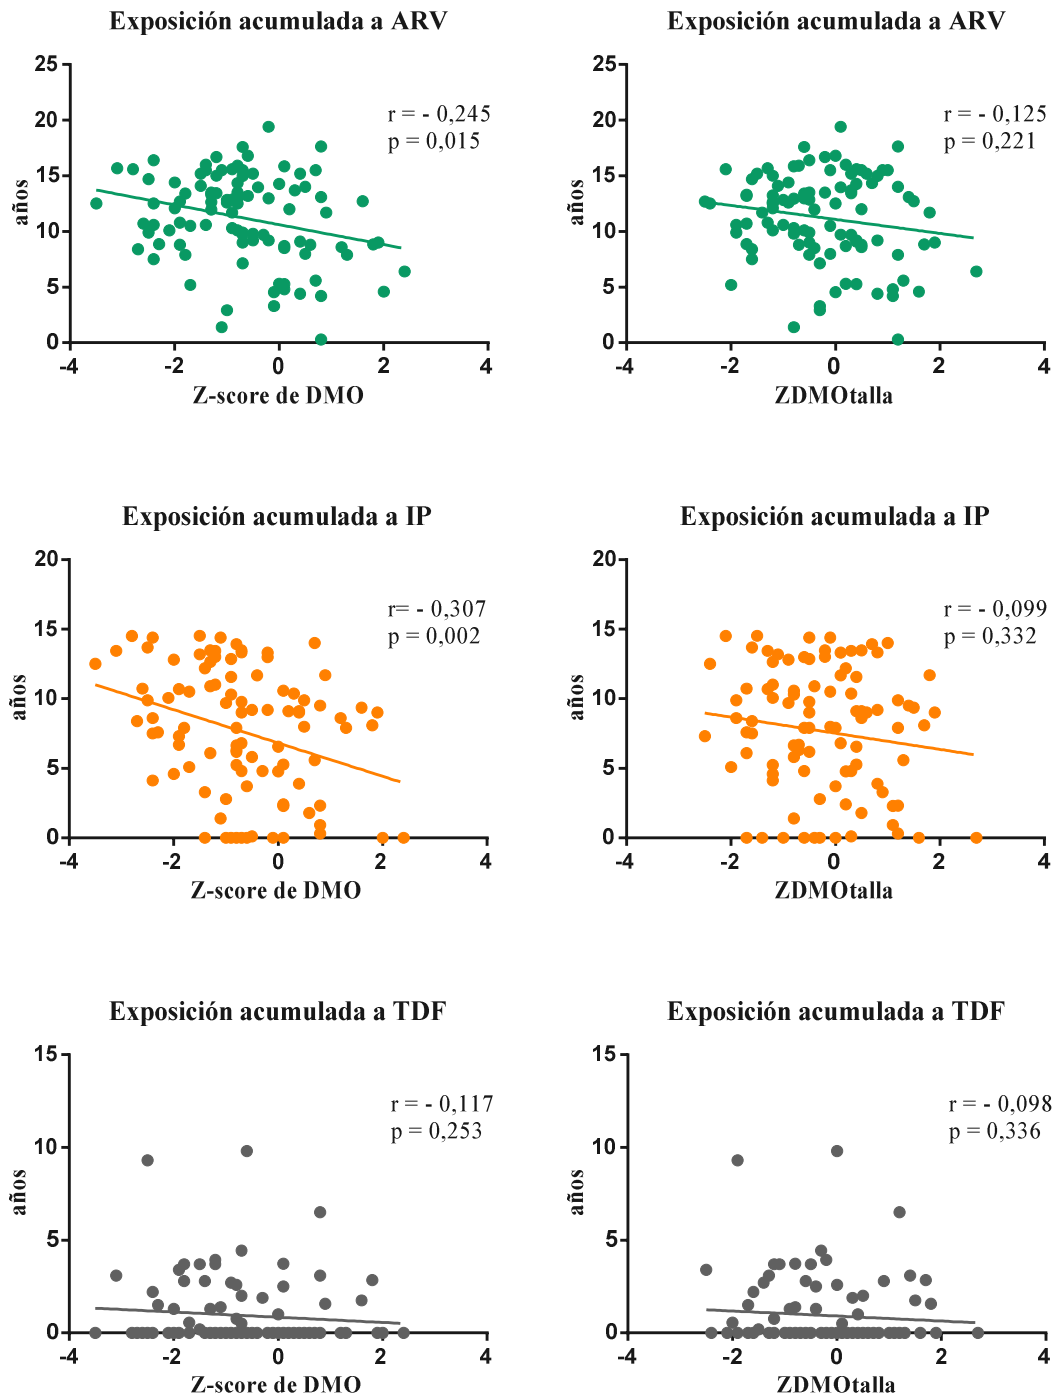 Exposición acumulada a ARV
25
20
15
10
5
0
años
r = - 0,245
p = 0,015
-4
-2
0
2
4
Z-score de DMO
Exposición acumulada a ARV
25
20
15
10
5
0
años
r = - 0,125
p = 0,221
-4
-2
0
2
4
ZDMOtalla
Exposición acumulada a IP
20
15
10
5
0
años
r= - 0,307
p = 0,002
-4
-2
0
2
4
Z-score de DMO
Exposición acumulada a IP
20
15
10
5
0
años
r = - 0,099
p = 0,332
-4
-2
0
2
4
ZDMOtalla
Exposición acumulada a TDF
15
10
5
0
años
r = - 0,117
p = 0,253
-4
-2
0
2
4
Z-score de DMO
Exposición acumulada a TDF
15
10
5
0
años
r = - 0,098
p = 0,336
-4
-2
0
2
4
ZDMOtalla